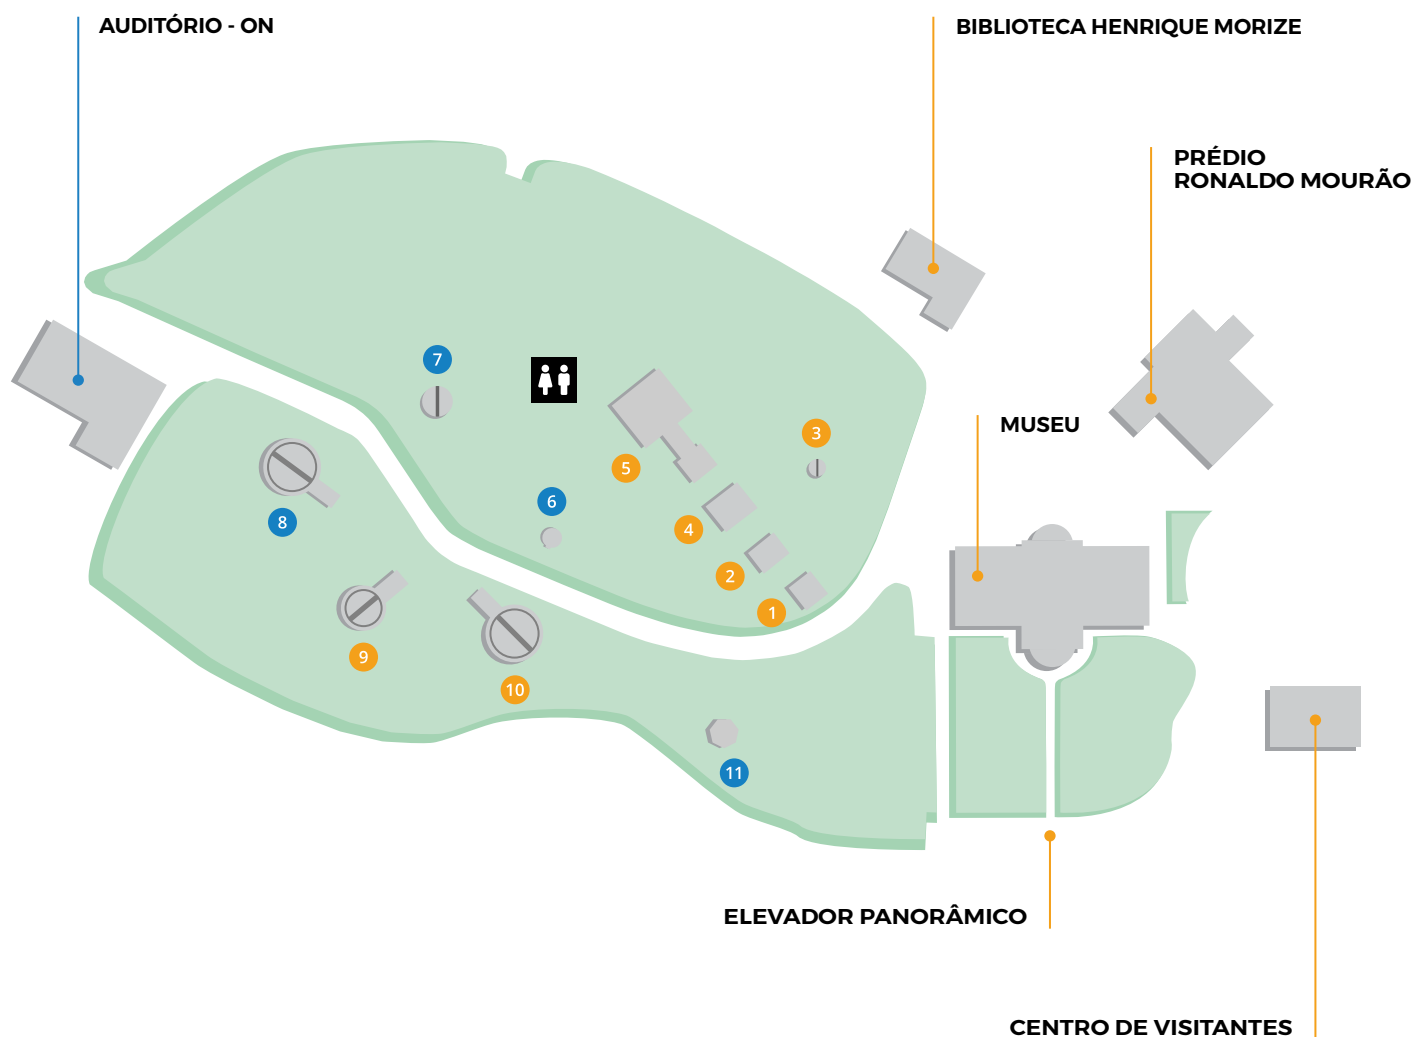 AUDITÓRIO - ON
BIBLIOTECA HENRIQUE MORIZE
PRÉDIO
RONALDO MOURÃO
7
3
MUSEU
5
6
8
4
2
1
9
10
11
ELEVADOR PANORÂMICO
CENTRO DE VISITANTES